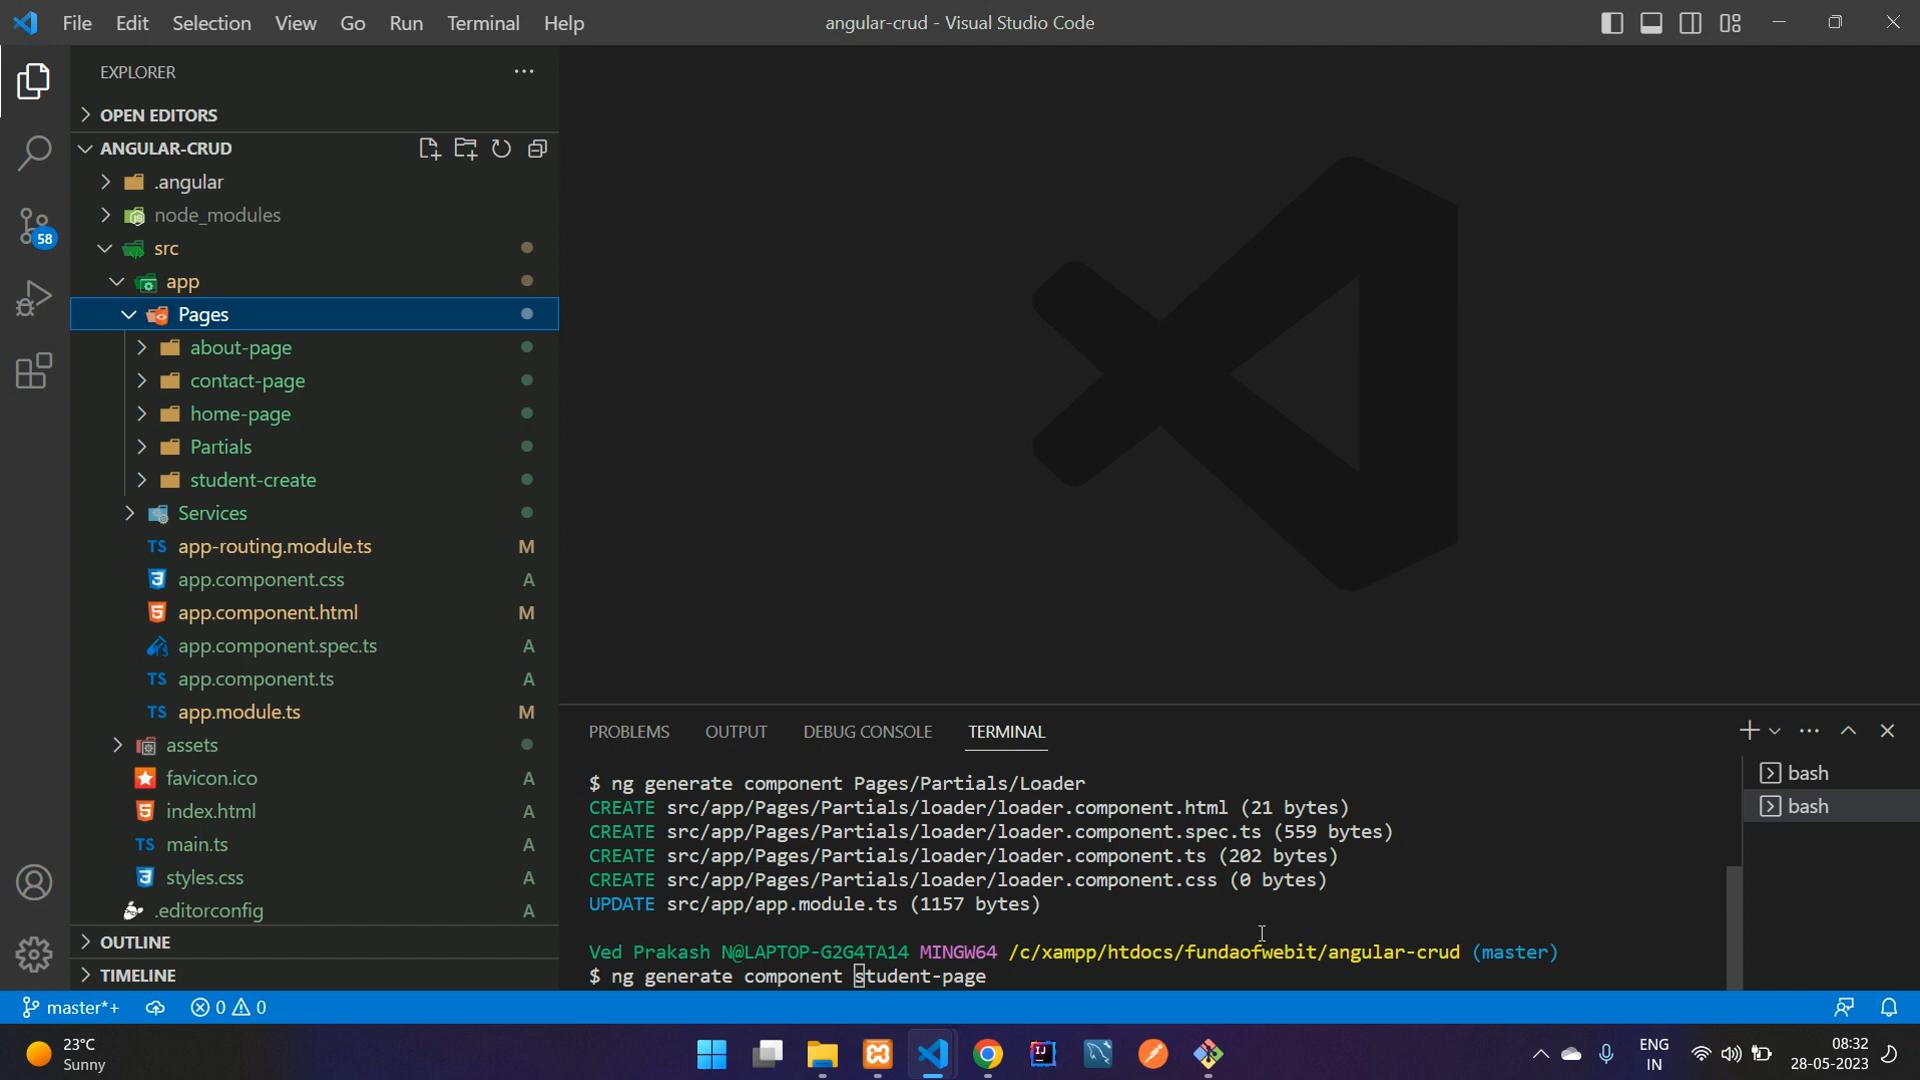 File Edit Selection View Go Run Terminal Help
angular-crud - Visual Studio Code
EXPLORER
OPEN EDITORS
ANGULAR-CRUD
.angular
node_modules
src
app
Pages
about-page
contact-page
home-page
Partials
student-create
Services
TS app-routing.module.ts M
app.component.css A
app.component.html M
app.component.spec.ts A
TS app.component.ts A
TS app.module.ts M
assets
favicon.ico A
index.html A
TS main.ts A
styles.css A
.editorconfig A
OUTLINE
TIMELINE
58
PROBLEMS OUTPUT DEBUG CONSOLE TERMINAL
$ ng generate component Pages/Partials/Loader
CREATE src/app/Pages/Partials/loader/loader.component.html (21 bytes)
CREATE src/app/Pages/Partials/loader/loader.component.spec.ts (559 bytes)
CREATE src/app/Pages/Partials/loader/loader.component.ts (202 bytes)
CREATE src/app/Pages/Partials/loader/loader.component.css (0 bytes)
UPDATE src/app/app.module.ts (1157 bytes)
Ved Prakash N@LAPTOP-G2G4TA14 MINGW64 /c/xampp/htdocs/fundaofwebit/angular-crud (master)
$ ng generate component student-page
bash
bash
master*+ 0 0
23°C
Sunny
ENG
IN
08:32
28-05-2023